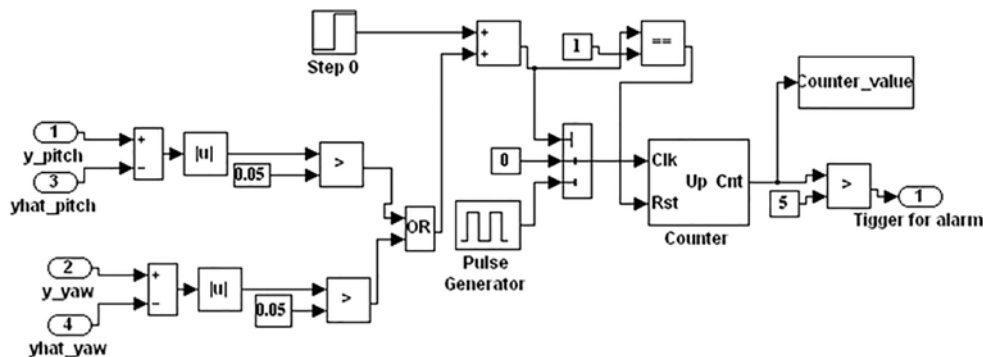 Step 0
+
+
1
==
Counter_value
1
y_pitch
3
yhat_pitch
+
−
|u|
0.05
>
OR
0
Pulse
Generator
Clk
Up Cnt
Rst
Counter
5
>
1
Tigger for alarm
2
y_yaw
4
yhat_yaw
+
−
|u|
0.05
>